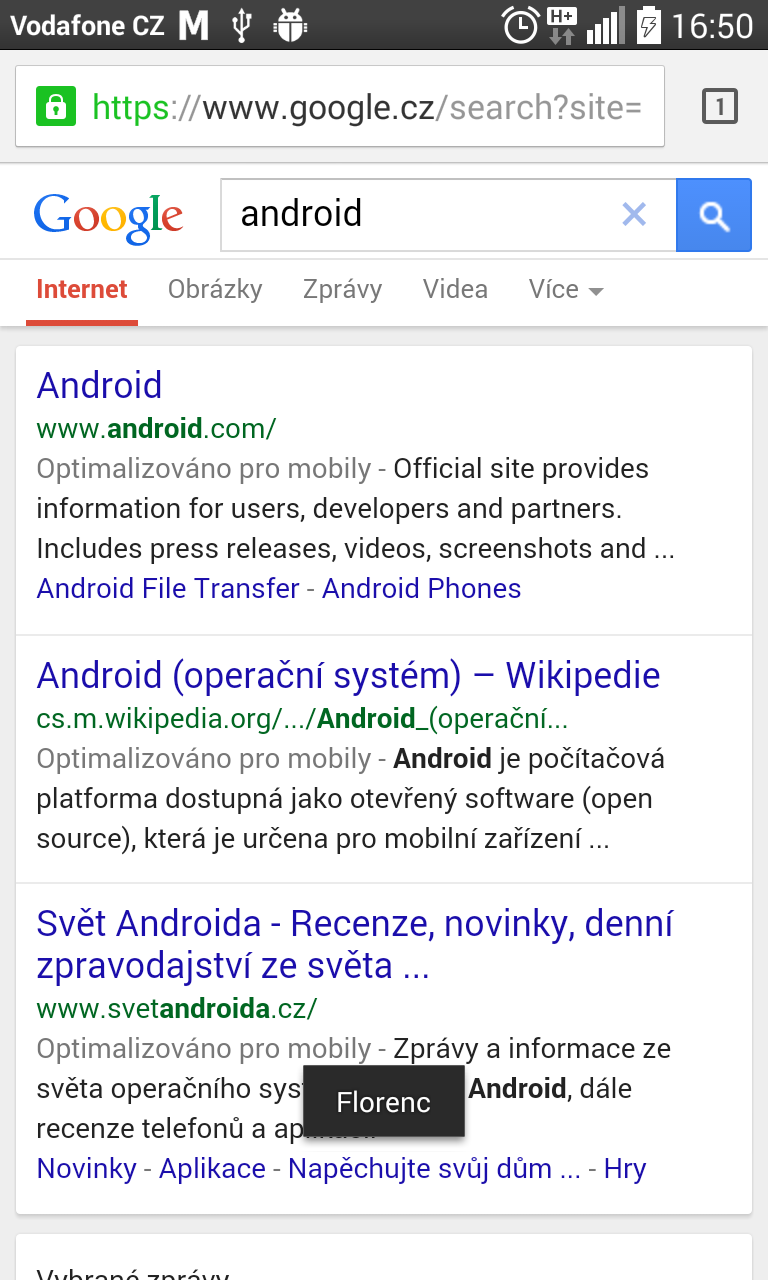 Vodafone CZ H+ 16:50
https://www.google.cz/search?site= 1
Google android
Internet Obrázky Zprávy Videa Více
Android
www.android.com/
Optimalizováno pro mobily - Official site provides
information for users, developers and partners.
Includes press releases, videos, screenshots and ...
Android File Transfer - Android Phones
Android (operační systém) – Wikipedie
cs.m.wikipedia.org/.../Android_(operační...
Optimalizováno pro mobily - Android je počítačová
platforma dostupná jako otevřený software (open
source), která je určena pro mobilní zařízení ...
Svět Androida - Recenze, novinky, denní
zpravodajství ze světa ...
www.svetandroida.cz/
Optimalizováno pro mobily - Zprávy a informace ze
světa operačního Android, dále
Florenc
recenze telefonů a
Novinky - Aplikace - Napěchujte svůj dům ... - Hry
Vybrané zprávy